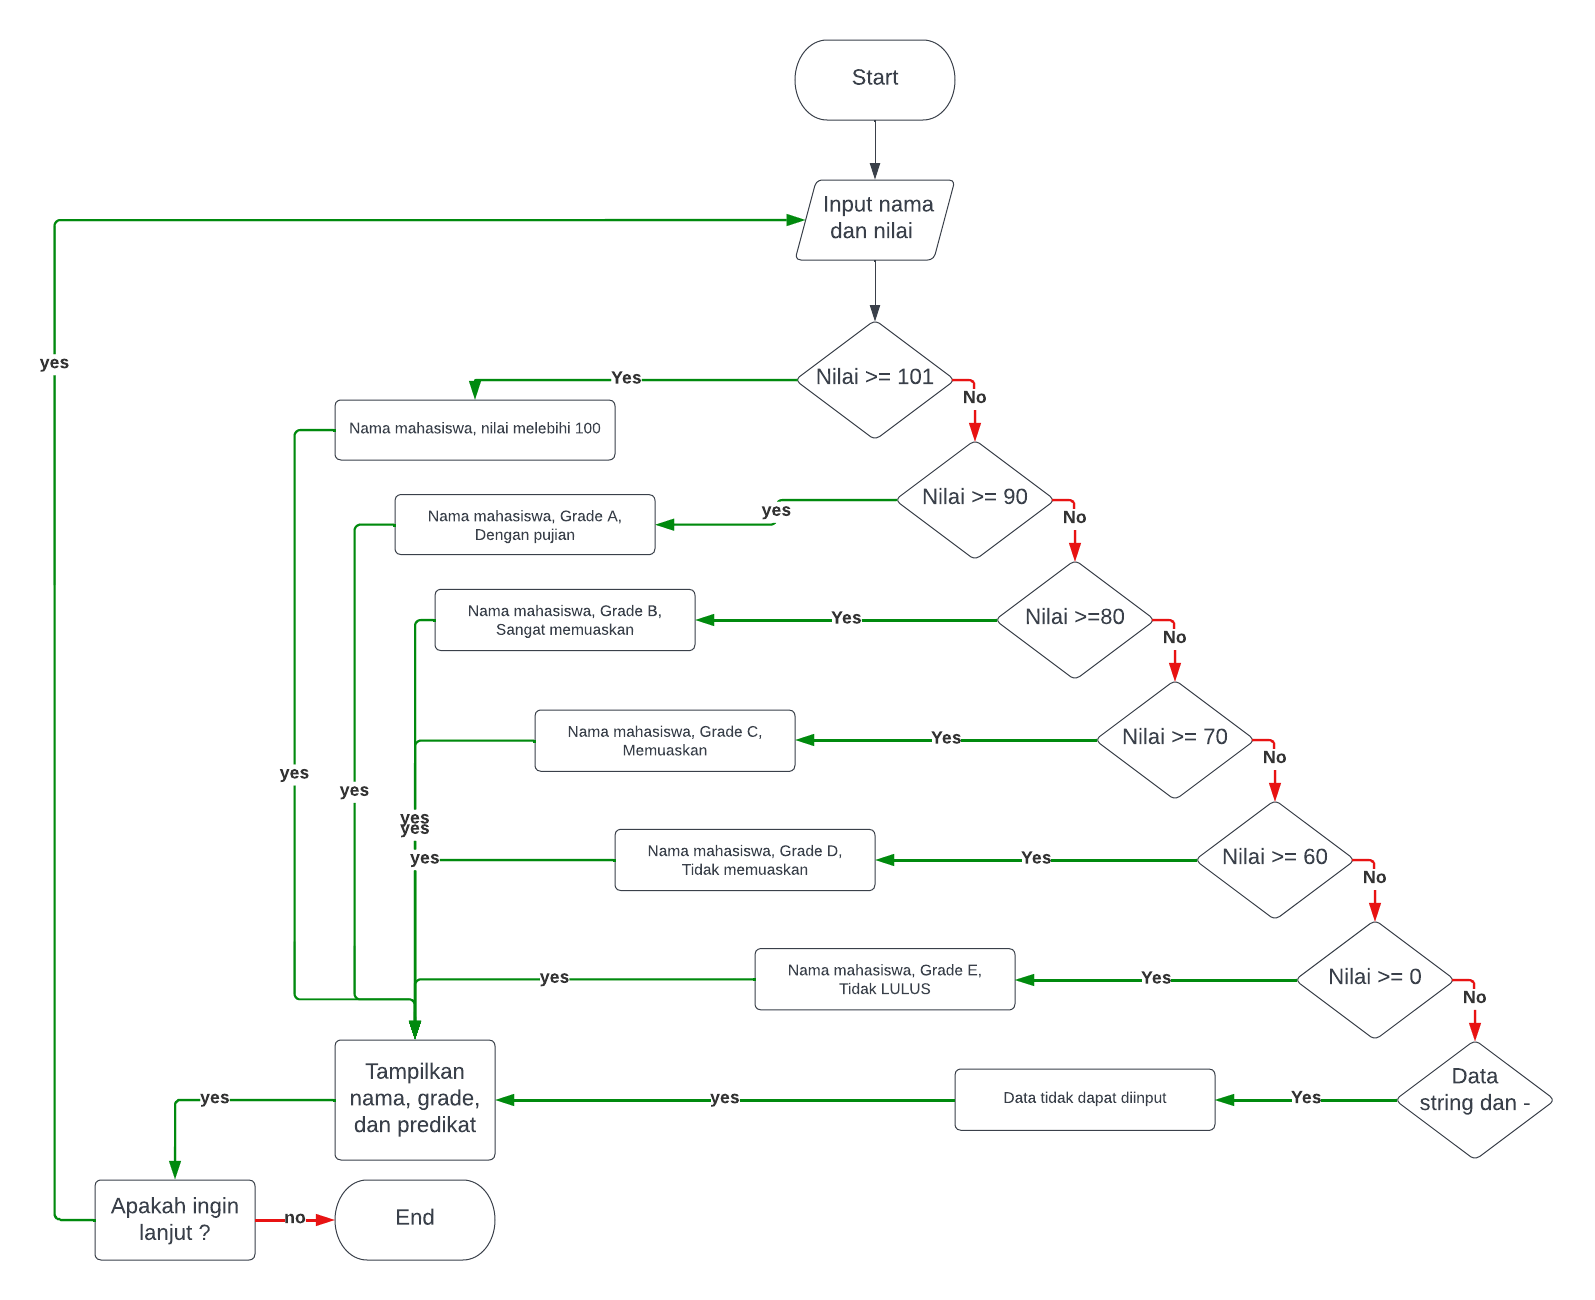 Start
Input nama
dan nilai
yes
Nilai >= 101
Yes
No
Nama mahasiswa, nilai melebihi 100
Nilai >= 90
yes
No
Nama mahasiswa, Grade A,
Dengan pujian
Nilai >=80
Yes
No
Nama mahasiswa, Grade B,
Sangat memuaskan
Nilai >= 70
Yes
No
Nama mahasiswa, Grade C,
Memuaskan
yes
yes
yes
yes
Nilai >= 60
Yes
No
Nama mahasiswa, Grade D,
Tidak memuaskan
yes
Nilai >= 0
Yes
No
Nama mahasiswa, Grade E,
Tidak LULUS
yes
Data
string dan -
Yes
Data tidak dapat diinput
yes
Tampilkan
nama, grade,
dan predikat
yes
Apakah ingin
lanjut ?
no
End